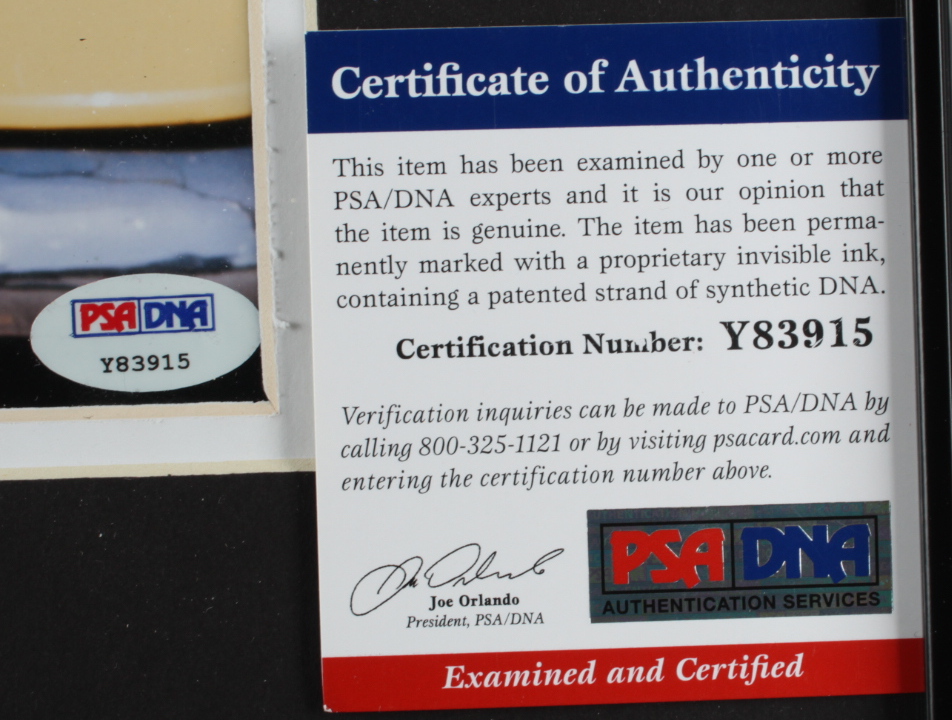 Certificate of Authenticity
This item has been examined by one or more
PSA/DNA experts and it is our opinion that
the item is genuine. The item has been perma-
nently marked with a proprietary invisible ink,
containing a patented strand of synthetic DNA.
Certification Number: Y83915
Verification inquiries can be made to PSA/DNA by
calling 800-325-1121 or by visiting psacard.com and
entering the certification number above.
Joe Orlando
President, PSA/DNA
PSA DNA
AUTHENTICATION SERVICES
Examined and Certified
PSA DNA
Y83915